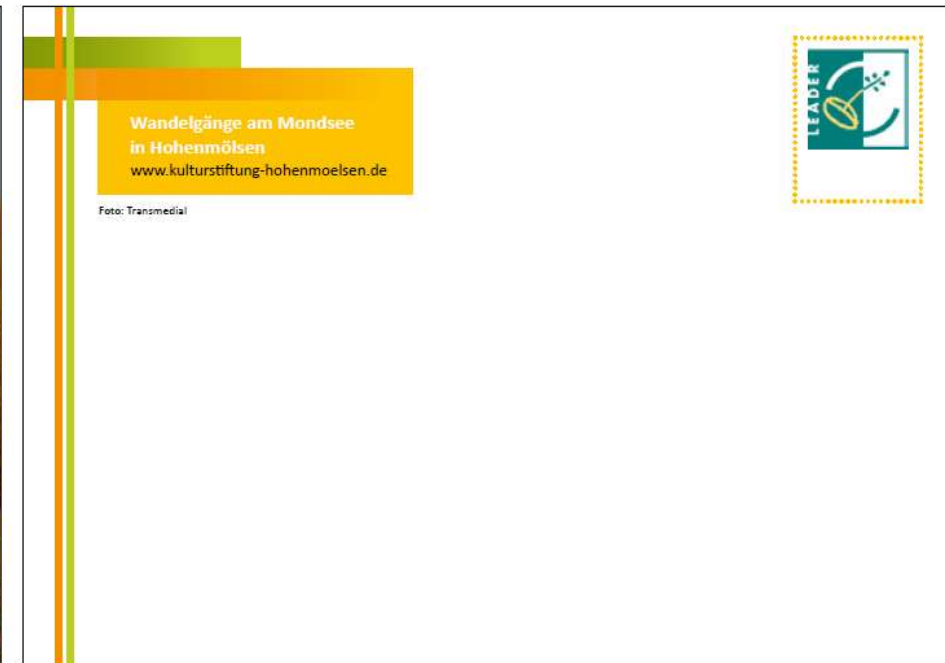 Wandelgänge am Mondsee
in Hohenmölsen
www.kulturstiftung-hohenmoelsen.de
Foto: Transmedial
LEADER